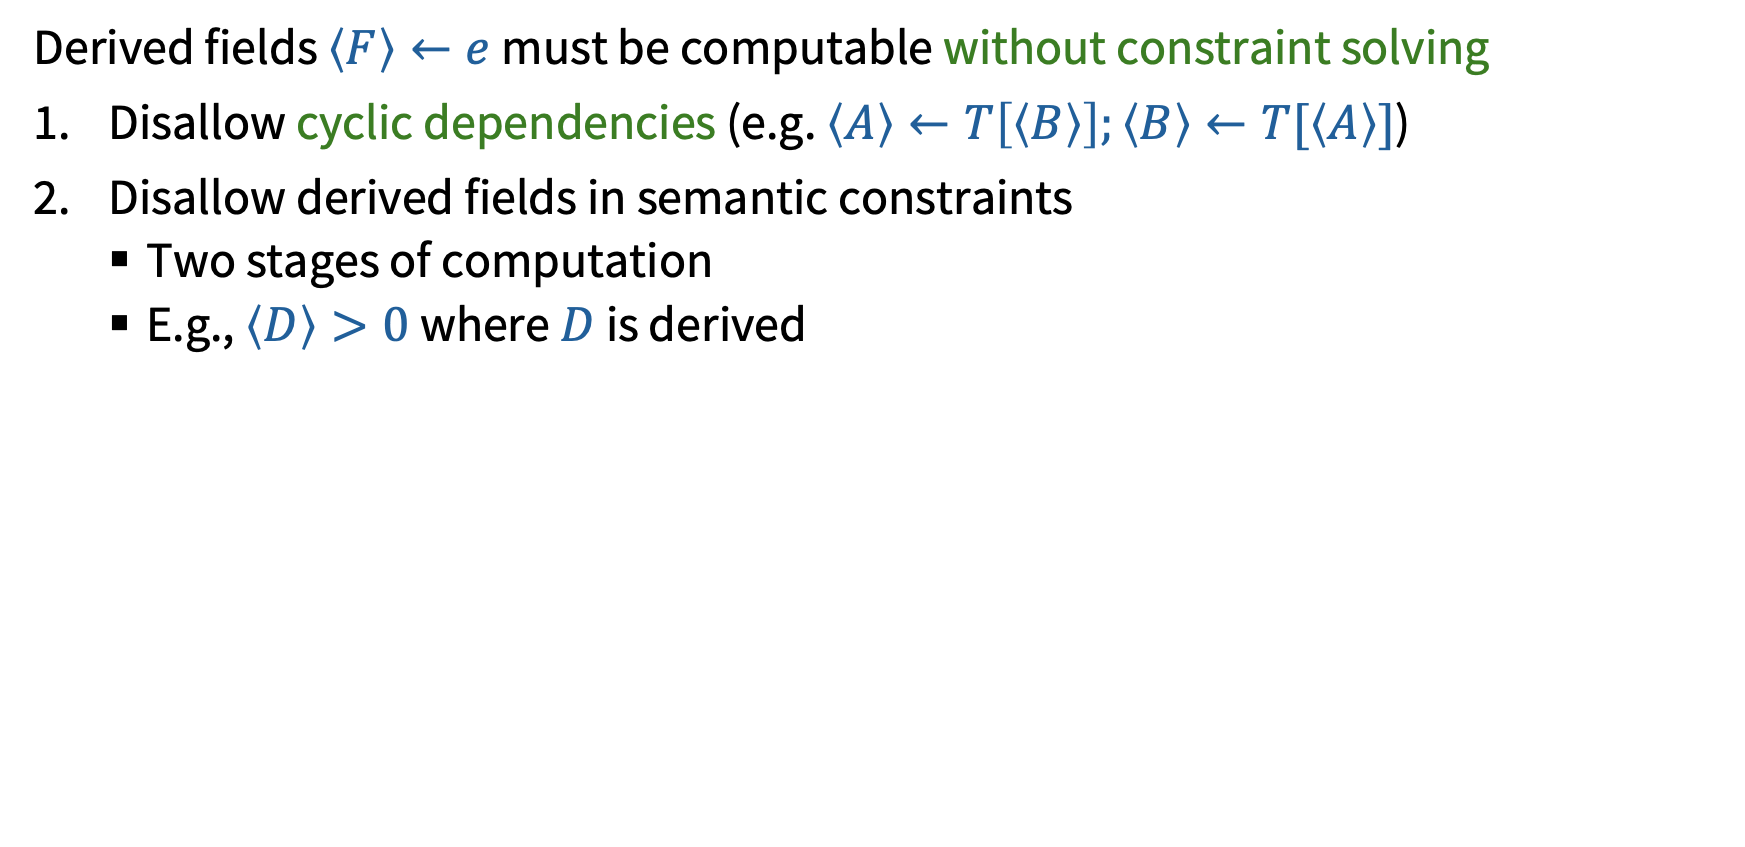 Derived fields ⟨F⟩ ← e must be computable without constraint solving
1. Disallow cyclic dependencies (e.g. ⟨A⟩ ← T[⟨B⟩]; ⟨B⟩ ← T[⟨A⟩])
2. Disallow derived fields in semantic constraints
▪ Two stages of computation
▪ E.g., ⟨D⟩ > 0 where D is derived